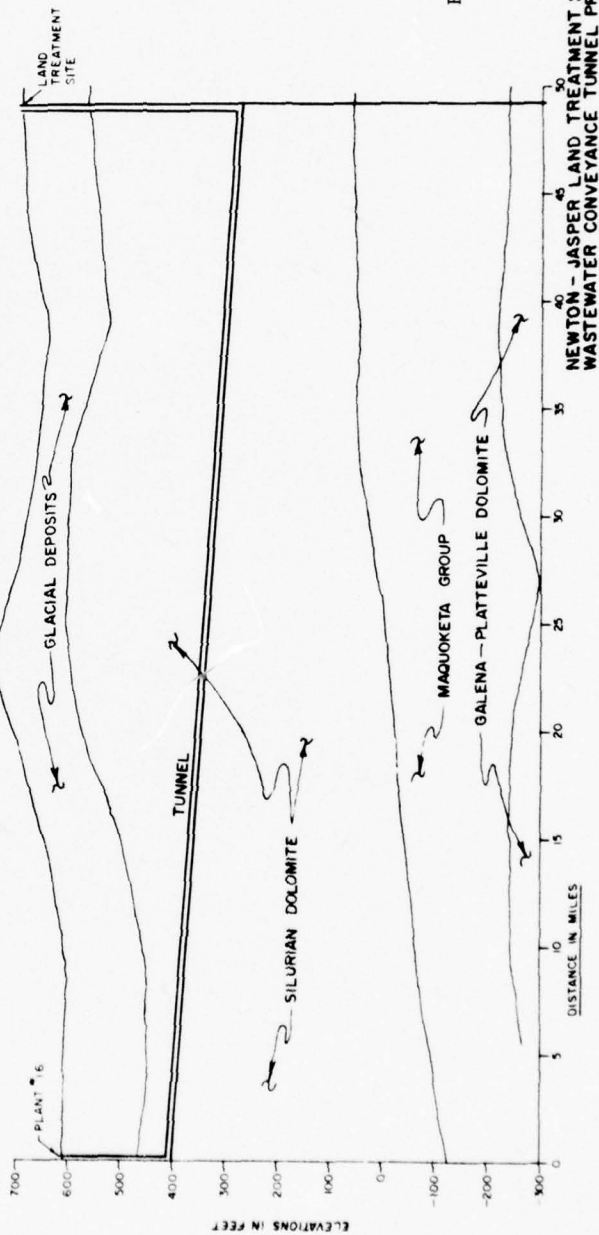 PLANT #16
LAND
TREATMENT
SITE
GLACIAL DEPOSITS
TUNNEL
SILURIAN DOLOMITE
MAQUOKETA GROUP
GALENA-PLATTEVILLE DOLOMITE
ELEVATIONS IN FEET
700
600
500
400
300
200
100
0
-100
-200
-300
0
5
10
15
20
25
30
35
40
45
50
DISTANCE IN MILES
NEWTON-JASPER LAND TREATMENT
WASTEWATER CONVEYANCE TUNNEL